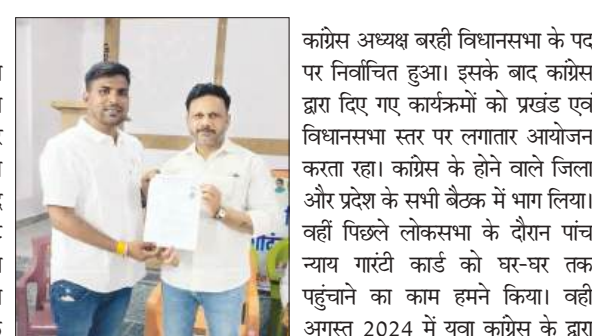 कांग्रेस अध्यक्ष बरही विधानसभा के पद
पर निर्वाचित हुआ। इसके बाद कांग्रेस
द्वारा दिए गए कार्यक्रमों को प्रखंड एवं
विधानसभा स्तर पर लगातार आयोजन
करता रहा। कांग्रेस के होने वाले जिला
और प्रदेश के सभी बैठक में भाग लिया।
वहीं पिछले लोकसभा के दौरान पांच
न्याय गारंटी कार्ड को घर-घर तक
पहुंचाने का काम हमने किया। वही
अगस्त 2024 में युवा कांग्रेस के द्वारा